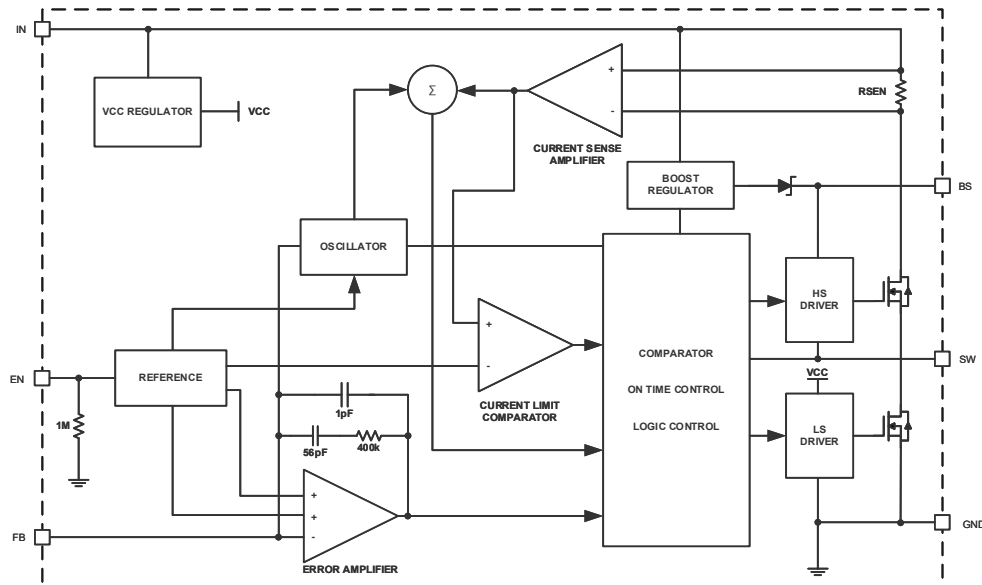 IN
VCC REGULATOR
VCC
Σ
+
-
RSEN
CURRENT SENSE
AMPLIFIER
BOOST
REGULATOR
BS
OSCILLATOR
HS
DRIVER
+
-
COMPARATOR
ON TIME CONTROL
LOGIC CONTROL
SW
EN
REFERENCE
VCC
1M
1pF
CURRENT LIMIT
COMPARATOR
56pF
400k
LS
DRIVER
+
+
-
FB
GND
ERROR AMPLIFIER